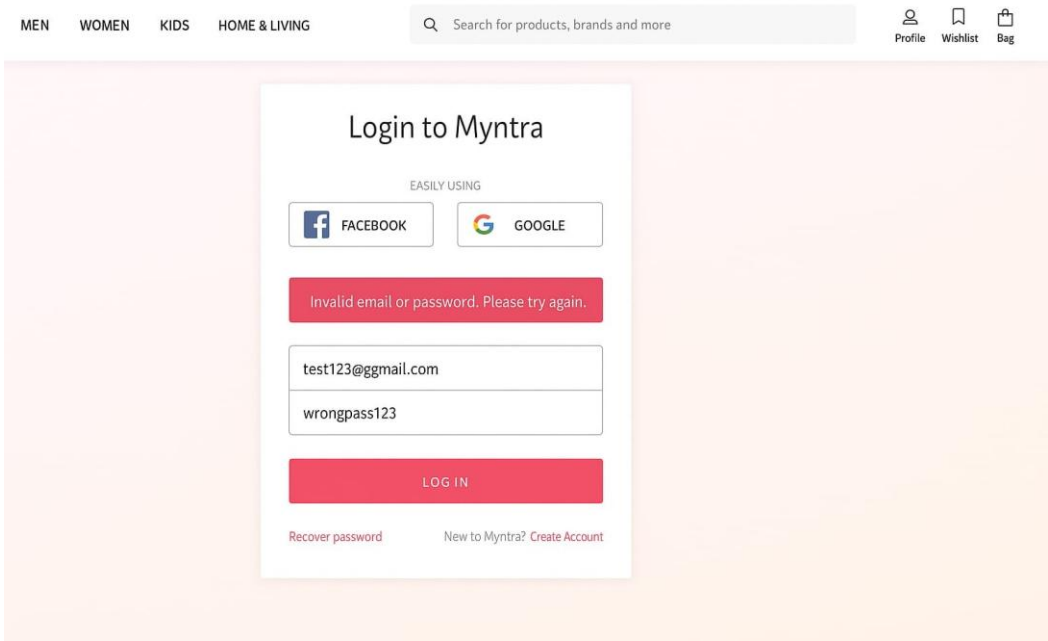 MEN WOMEN KIDS HOME & LIVING Search for products, brands and more
Profile Wishlist Bag
Login to Myntra
EASILY USING
f FACEBOOK G GOOGLE
Invalid email or password. Please try again.
test123@ggmail.com
wrongpass123
LOG IN
Recover password New to Myntra? Create Account